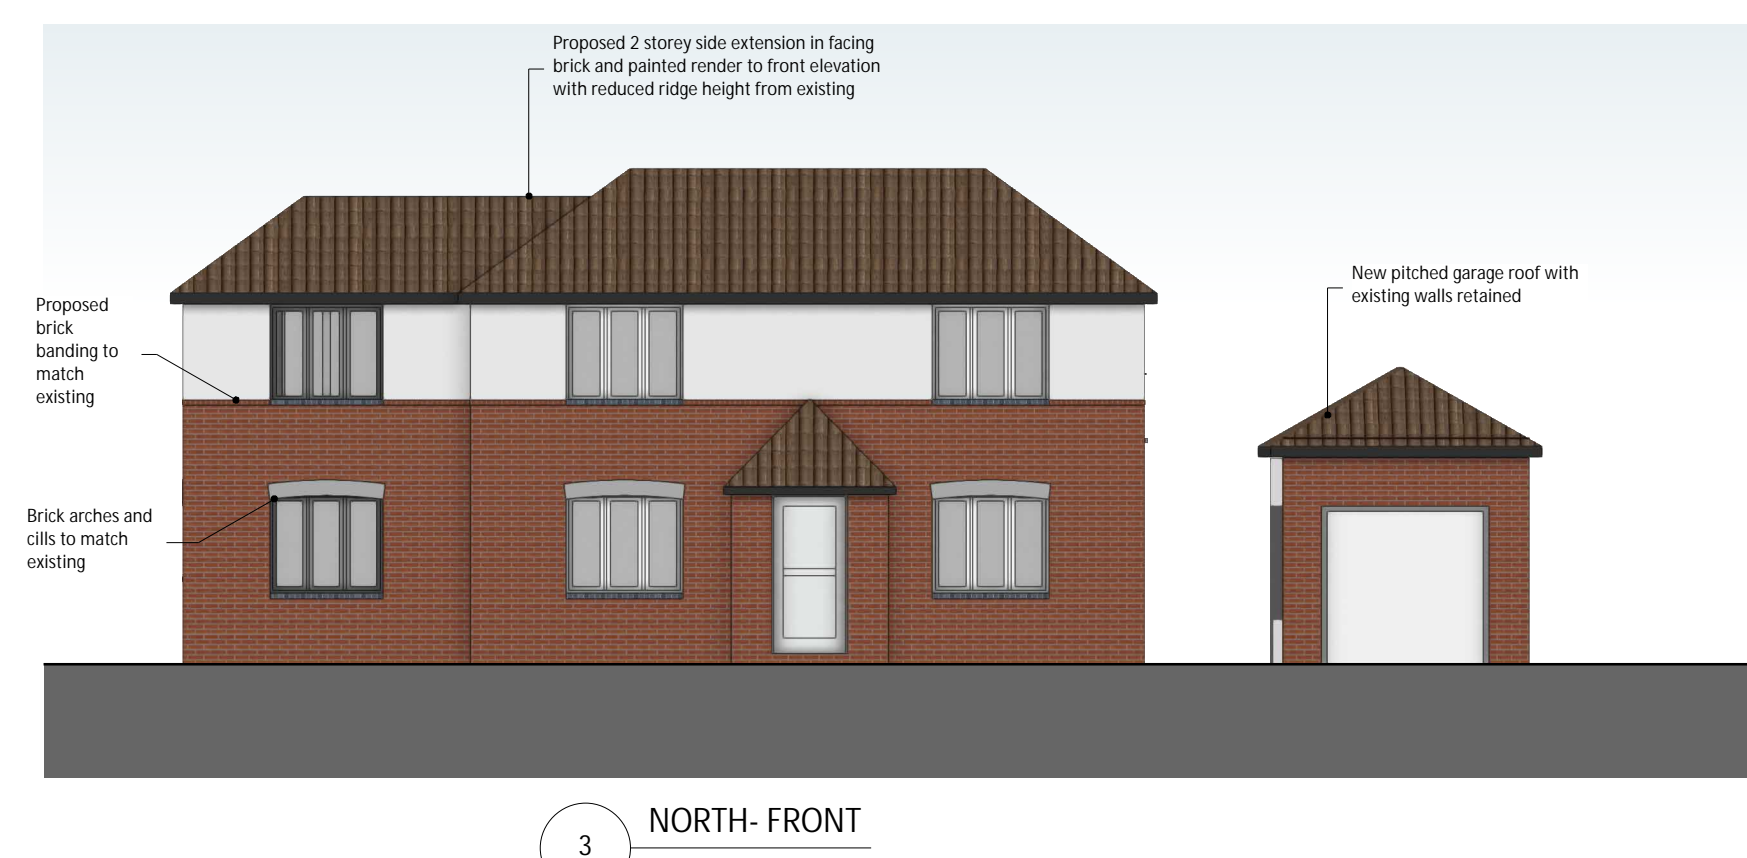 Proposed 2 storey side extension in facing
brick and painted render to front elevation
with reduced ridge height from existing
New pitched garage roof with
existing walls retained
Proposed
brick
banding to
match
existing
Brick arches and
cills to match
existing
NORTH- FRONT
3